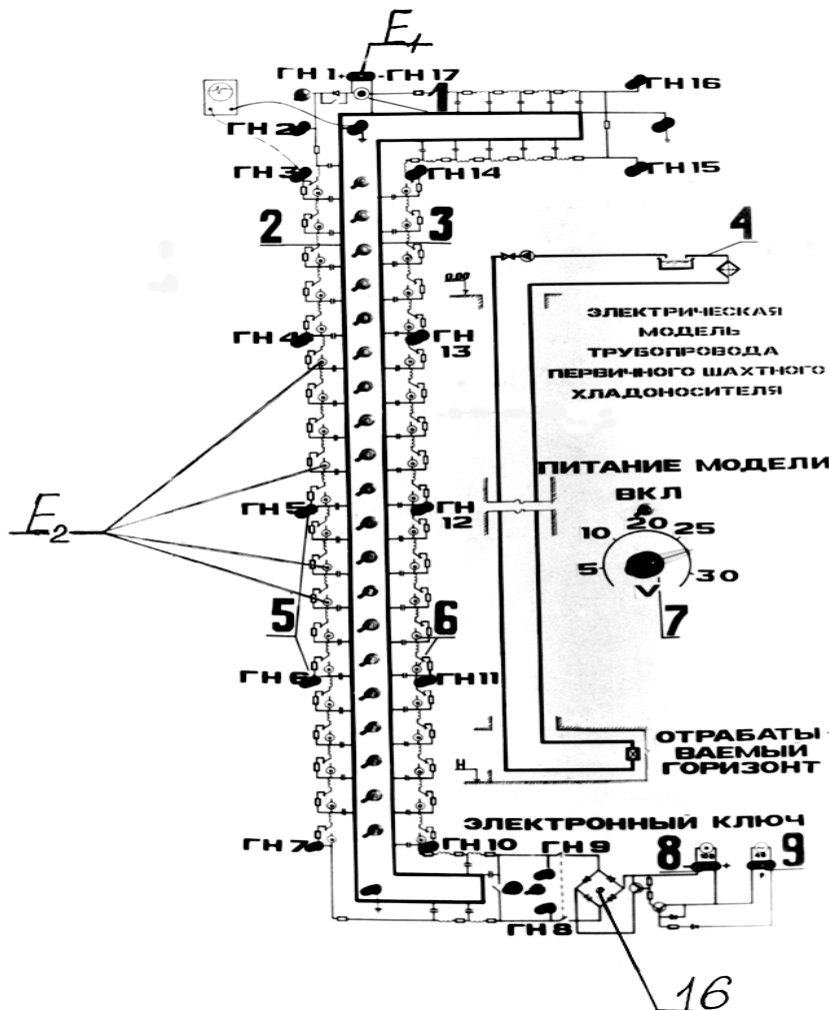 E1
ГН 1 + - ГН 17
1
ГН 16
ГН 2
ГН 3
ГН 14
ГН 15
2
3
4
0.00
ЭЛЕКТРИЧЕСКАЯ
МОДЕЛЬ
ТРУБОПРОВОДА
ПЕРВИЧНОГО ШАХТНОГО
ХЛАДОНОСИТЕЛЯ
ГН 4
ГН
13
ПИТАНИЕ МОДЕЛИ
ВКЛ
E2
ГН 5
ГН
12
5 10 20 25 30
V
7
5
6
ГН 6
ГН 11
ОТРАБАТЫ-
ВАЕМЫЙ
ГОРИЗОНТ
Н
ЭЛЕКТРОННЫЙ КЛЮЧ
ГН 7
ГН 10
ГН 9
8
+
9
ГН 8
16